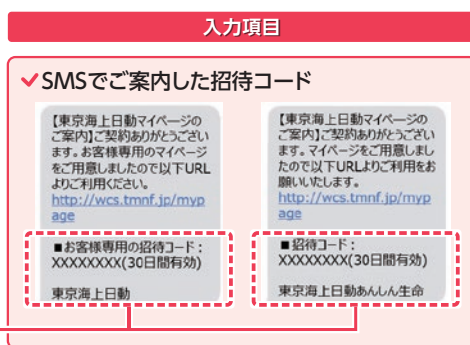 入力項目
SMSでご案内した招待コード
【東京海上日動マイページの
ご案内】ご契約ありがとうござい
ます。お客様専用のマイページ
をご用意しましたので以下URL
よりご利用ください。
http://wcs.tmnf.jp/myp
age
■お客様専用の招待コード：
XXXXXXXX(30日間有効)
東京海上日動
【東京海上日動マイページの
ご案内】ご契約ありがとうござい
ます。マイページをご用意しまし
たので以下URLよりご利用をお
願いいたします。
http://wcs.tmnf.jp/myp
age
■招待コード：
XXXXXXXX(30日間有効)
東京海上日動あんしん生命